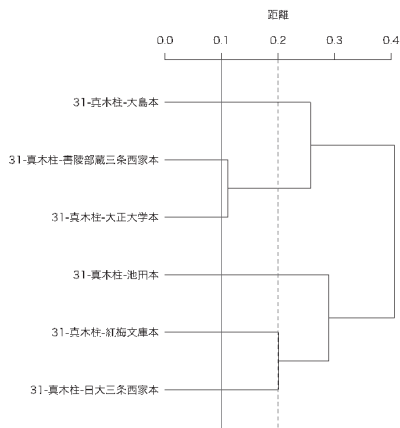 距離
0.0 0.1 0.2 0.3 0.4
31-真木柱-大島本
31-真木柱-書陵部蔵三条西家本
31-真木柱-大正大学本
31-真木柱-池田本
31-真木柱-紅梅文庫本
31-真木柱-日大三条西家本